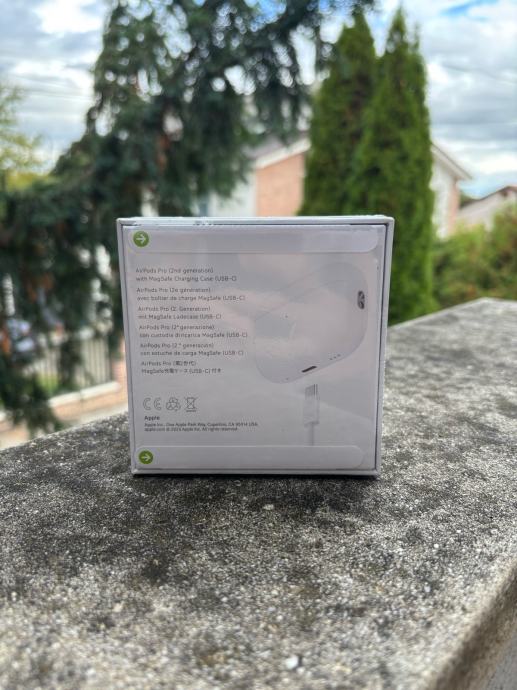 AirPods Pro (2nd generation)
with MagSafe Charging Case (USB-C)
AirPods Pro (2e génération)
avec boîtier de charge MagSafe (USB-C)
AirPods Pro (2. Generation)
mit MagSafe Ladecase (USB-C)
AirPods Pro (2ª generazione)
con custodia di ricarica MagSafe (USB-C)
AirPods Pro (2.ª generación)
con estuche de carga MagSafe (USB-C)
AirPods Pro (第2世代)
MagSafe充電ケース (USB-C) 付き
CE
Apple
Apple Inc., One Apple Park Way, Cupertino, CA 95014 USA.
apple.com © 2023 Apple Inc. All rights reserved.